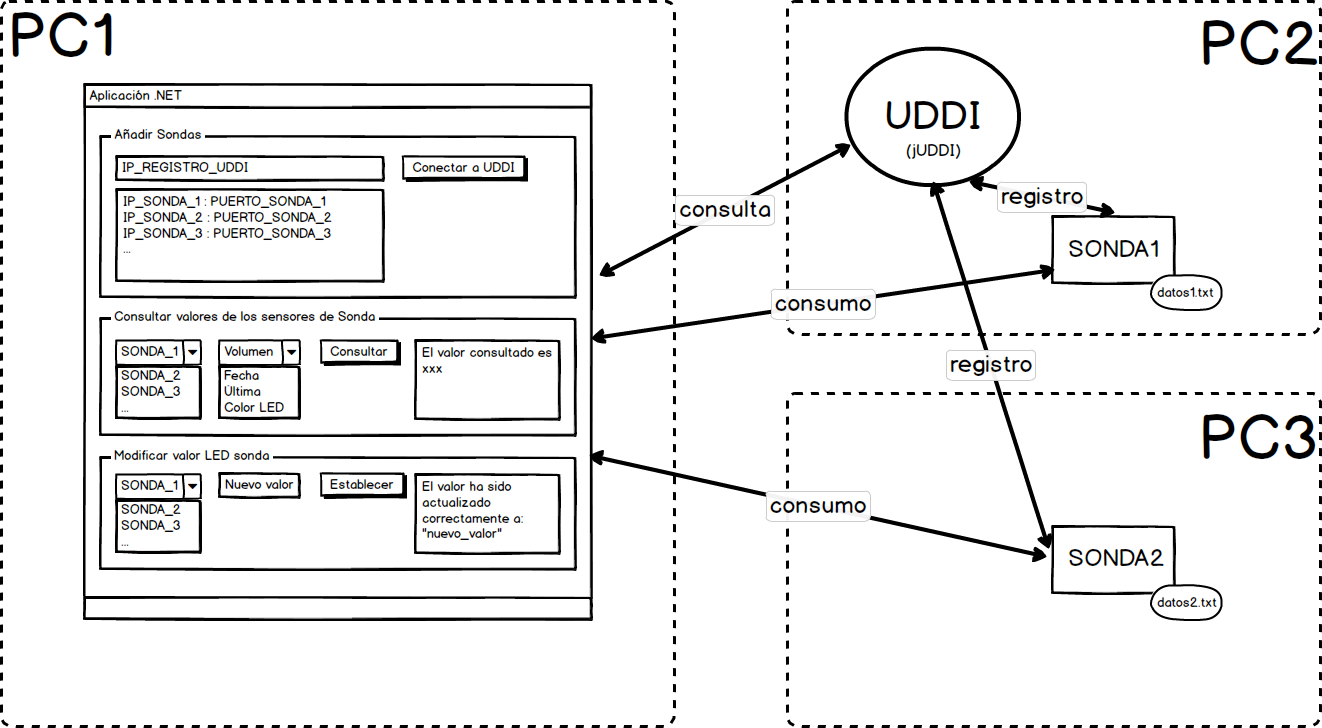 PC1
Aplicación .NET
Añadir Sondas
IP_REGISTRO_UDDI
Conectar a UDDI
IP_SONDA_1 : PUERTO_SONDA_1
IP_SONDA_2 : PUERTO_SONDA_2
IP_SONDA_3 : PUERTO_SONDA_3
...
Consultar valores de los sensores de Sonda
SONDA_1
SONDA_2
SONDA_3
...
Volumen
Fecha
Última
Color LED
Consultar
El valor consultado es
xxx
Modificar valor LED sonda
SONDA_1
SONDA_2
SONDA_3
...
Nuevo valor
Establecer
El valor ha sido
actualizado
correctamente a:
"nuevo_valor"
consulta
consumo
consumo
PC2
UDDI
(jUDDI)
registro
SONDA1
datos1.txt
registro
PC3
SONDA2
datos2.txt